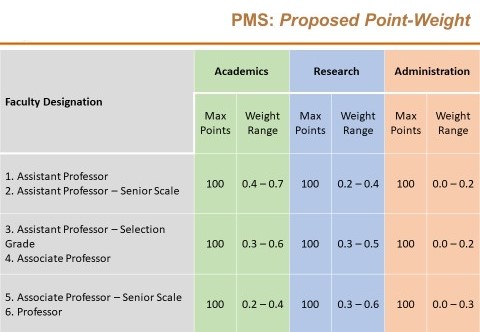 PMS: Proposed Point-Weight
Faculty Designation
Academics Research Administration
Max Points Weight Range Max Points Weight Range Max Points Weight Range
1. Assistant Professor
2. Assistant Professor – Senior Scale
100 0.4 – 0.7 100 0.2 – 0.4 100 0.0 – 0.2
3. Assistant Professor – Selection
Grade
4. Associate Professor
100 0.3 – 0.6 100 0.3 – 0.5 100 0.0 – 0.2
5. Associate Professor – Senior Scale
6. Professor
100 0.2 – 0.4 100 0.3 – 0.6 100 0.0 – 0.3